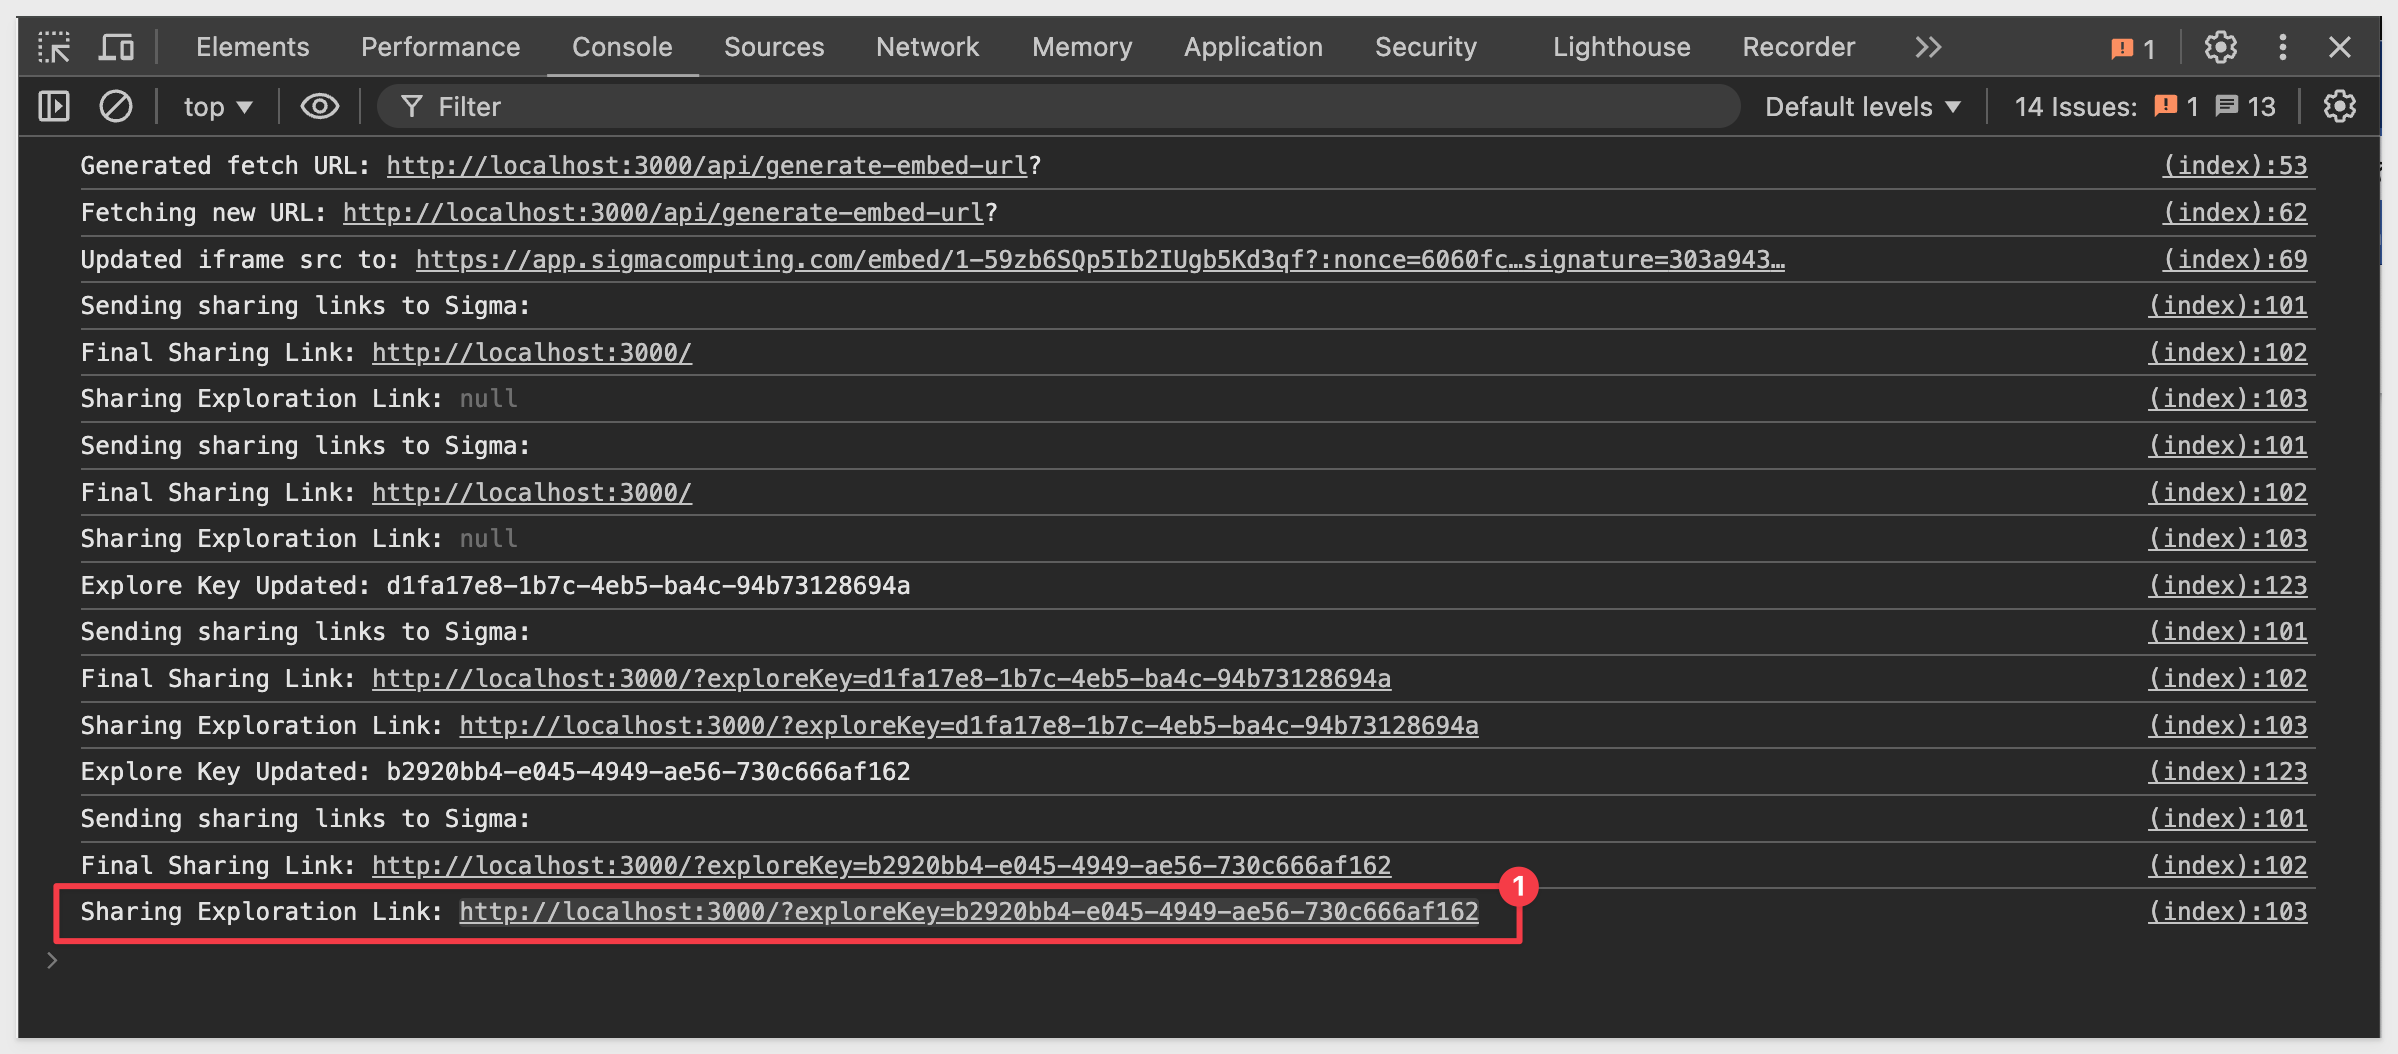 Elements Performance Console Sources Network Memory Application Security Lighthouse Recorder 1
top Filter Default levels 14 Issues: 1 13
Generated fetch URL: http://localhost:3000/api/generate-embed-url? (index):53
Fetching new URL: http://localhost:3000/api/generate-embed-url? (index):62
Updated iframe src to: https://app.sigmacomputing.com/embed/1-59zb6SQp5Ib2IUgb5Kd3qf?:nonce=6060fc…signature=303a943… (index):69
Sending sharing links to Sigma: (index):101
Final Sharing Link: http://localhost:3000/ (index):102
Sharing Exploration Link: null (index):103
Sending sharing links to Sigma: (index):101
Final Sharing Link: http://localhost:3000/ (index):102
Sharing Exploration Link: null (index):103
Explore Key Updated: d1fa17e8-1b7c-4eb5-ba4c-94b73128694a (index):123
Sending sharing links to Sigma: (index):101
Final Sharing Link: http://localhost:3000/?exploreKey=d1fa17e8-1b7c-4eb5-ba4c-94b73128694a (index):102
Sharing Exploration Link: http://localhost:3000/?exploreKey=d1fa17e8-1b7c-4eb5-ba4c-94b73128694a (index):103
Explore Key Updated: b2920bb4-e045-4949-ae56-730c666af162 (index):123
Sending sharing links to Sigma: (index):101
Final Sharing Link: http://localhost:3000/?exploreKey=b2920bb4-e045-4949-ae56-730c666af162 (index):102
1
Sharing Exploration Link: http://localhost:3000/?exploreKey=b2920bb4-e045-4949-ae56-730c666af162 (index):103